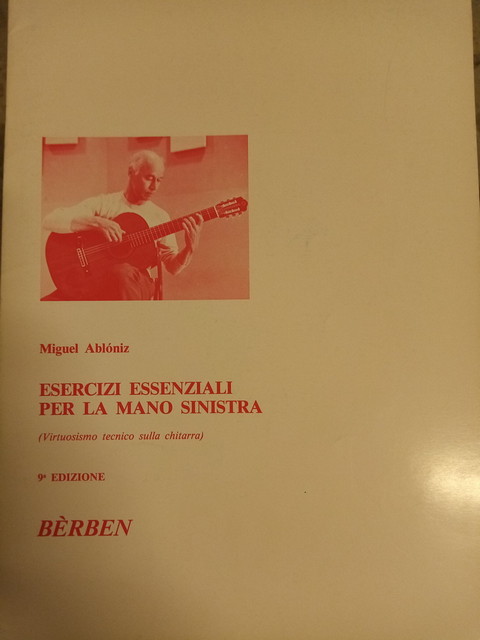 Miguel Ablóniz
ESERCIZI ESSENZIALI
PER LA MANO SINISTRA
(Virtuosismo tecnico sulla chitarra)
9ª EDIZIONE
BÈRBEN